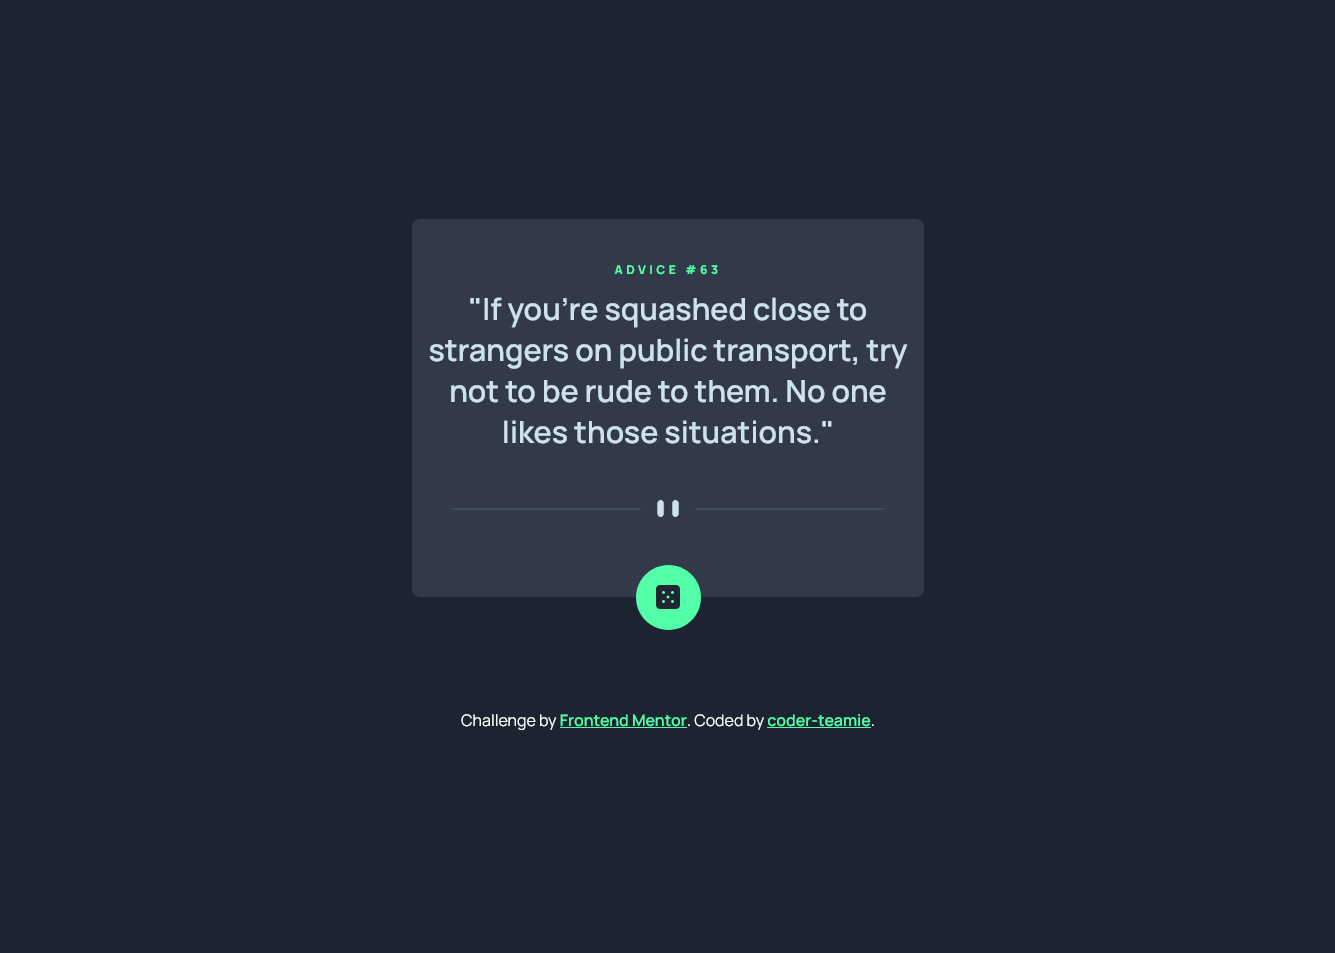 ADVICE #63
"If you’re squashed close to
strangers on public transport, try
not to be rude to them. No one
likes those situations."
Challenge by Frontend Mentor. Coded by coder-teamie.